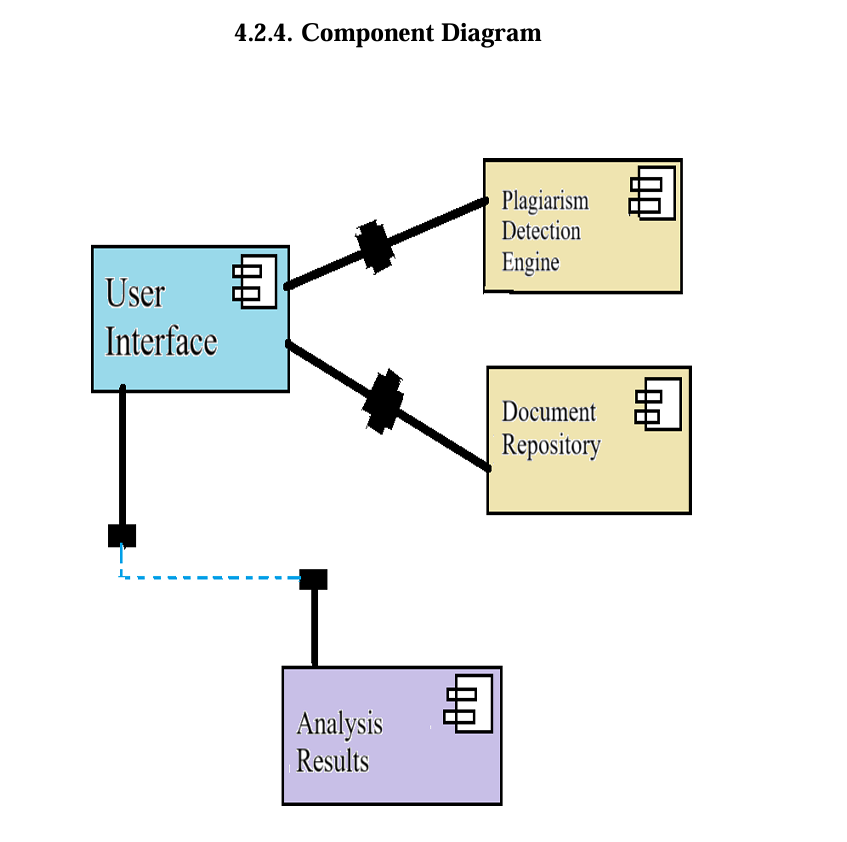 4.2.4. Component Diagram
Plagiarism
Detection
Engine
User
Interface
Document
Repository
Analysis
Results